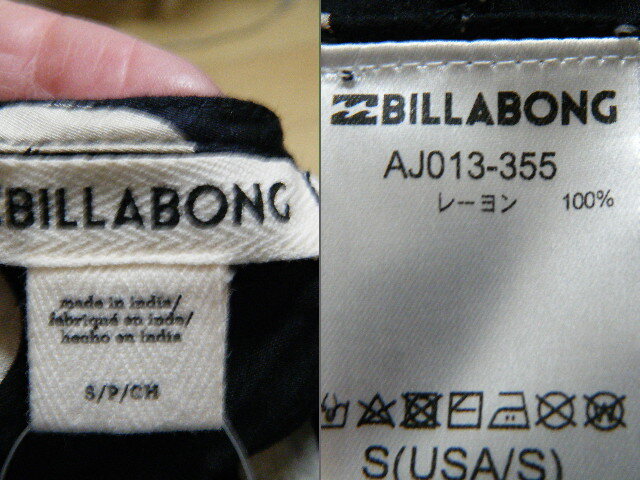 BILLABONG
made in india/
fabriqué en inde/
hecho en india
S/P/CH
BILLABONG
AJ013-355
レーヨン 100%
S(USA/S)